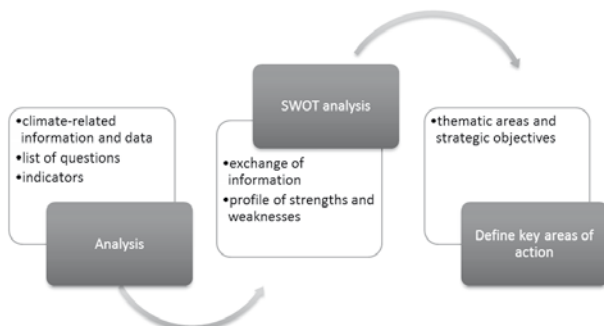 •climate-related
information and data
•list of questions
•indicators
Analysis
SWOT analysis
•exchange of
information
•profile of strengths and
weaknesses
•thematic areas and
strategic objectives
Define key areas of
action